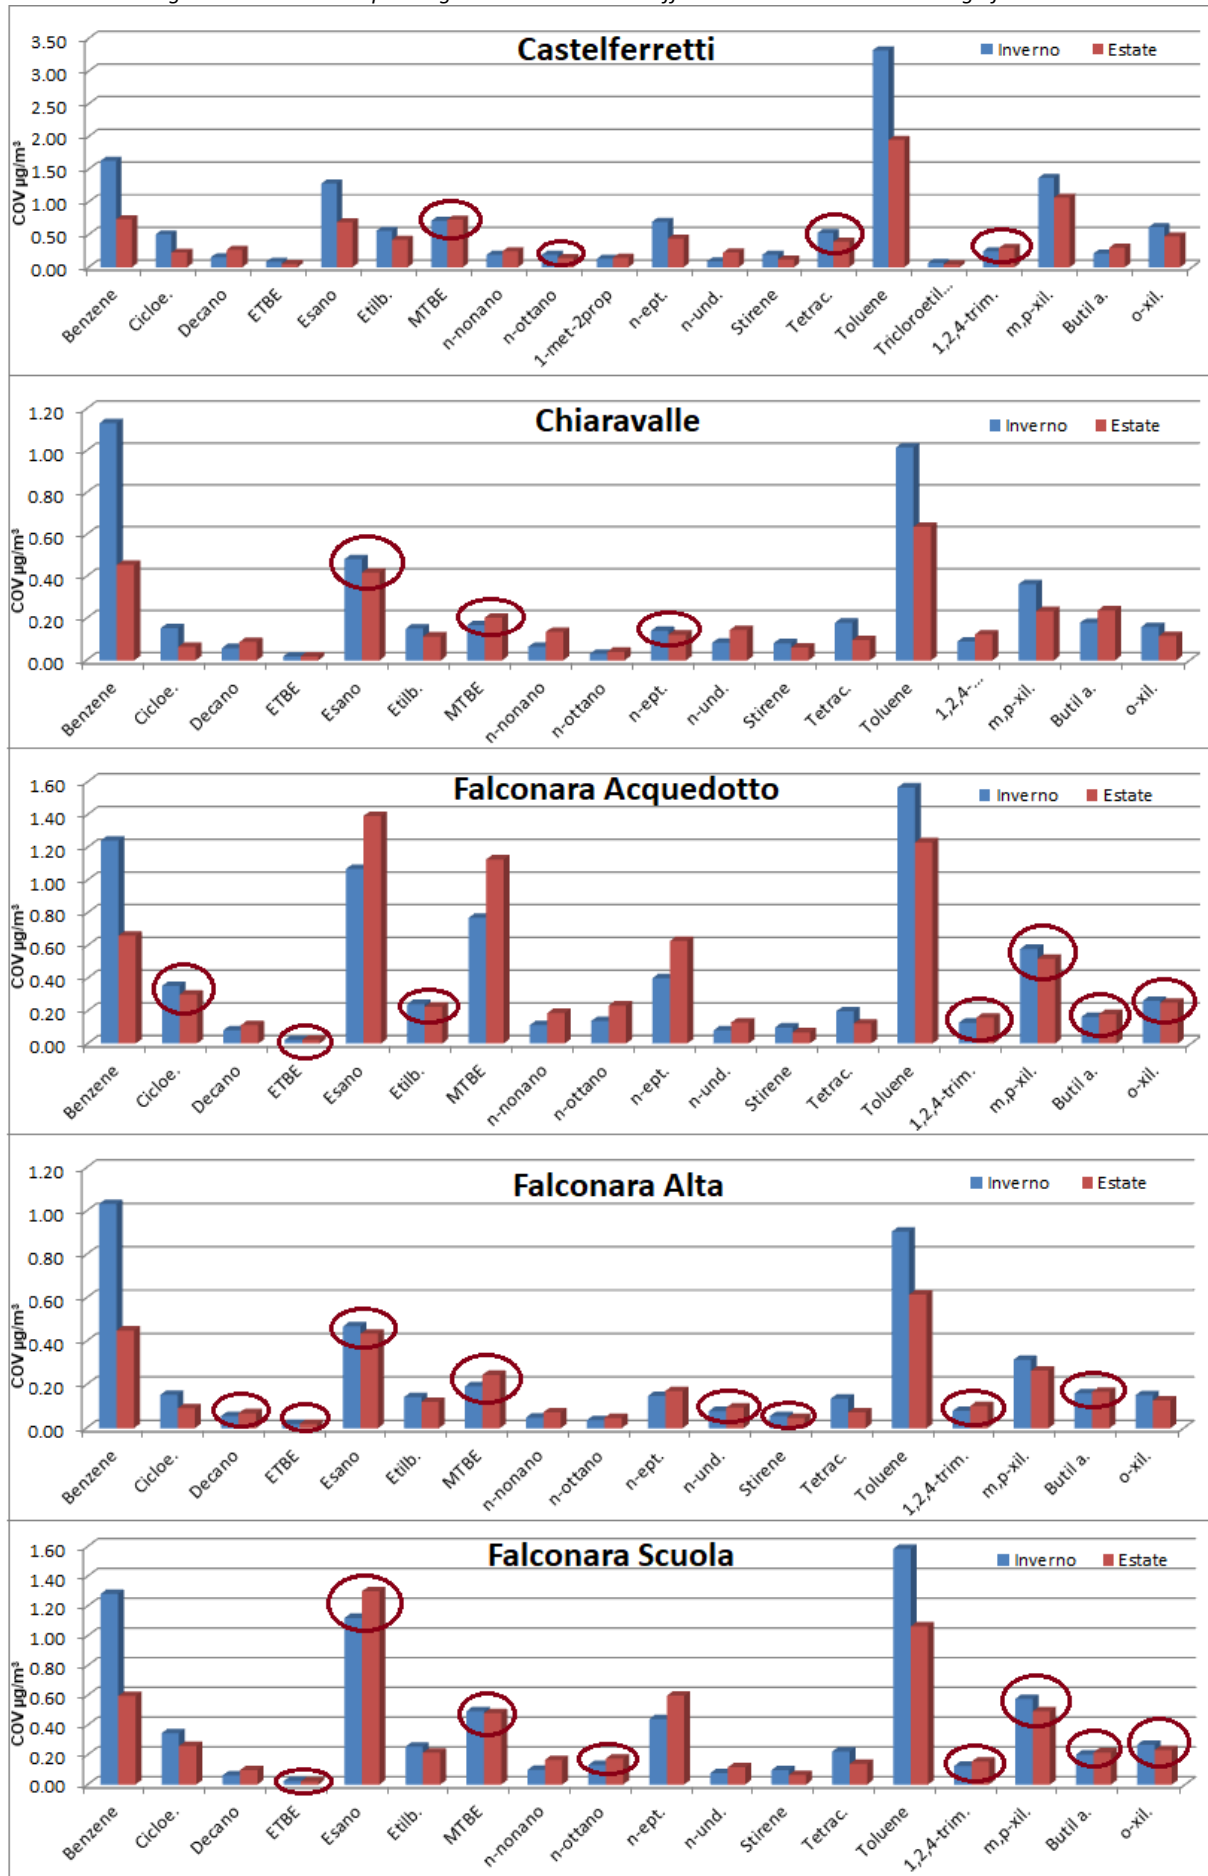 Castelferretti
Inverno Estate
3.50
3.00
2.50
2.00
1.50
1.00
0.50
0.00
COV µg/m³
Benzene Cicloe. Decano ETBE Esano Etilb. MTBE n-nonano n-ottano 1-met-2prop n-ept. n-und. Stirene Tetrac. Toluene Tricloroetil... 1,2,4-trim. m,p-xil. Butil a. o-xil.
Chiaravalle
Inverno Estate
1.20
1.00
0.80
0.60
0.40
0.20
0.00
COV µg/m³
Benzene Cicloe. Decano ETBE Esano Etilb. MTBE n-nonano n-ottano n-ept. n-und. Stirene Tetrac. Toluene 1,2,4-... m,p-xil. Butil a. o-xil.
Falconara Acquedotto
Inverno Estate
1.60
1.40
1.20
1.00
0.80
0.60
0.40
0.20
0.00
COV µg/m³
Benzene Cicloe. Decano ETBE Esano Etilb. MTBE n-nonano n-ottano n-ept. n-und. Stirene Tetrac. Toluene 1,2,4-trim. m,p-xil. Butil a. o-xil.
Falconara Alta
Inverno Estate
1.20
1.00
0.80
0.60
0.40
0.20
0.00
COV µg/m³
Benzene Cicloe. Decano ETBE Esano Etilb. MTBE n-nonano n-ottano n-ept. n-und. Stirene Tetrac. Toluene 1,2,4-trim. m,p-xil. Butil a. o-xil.
Falconara Scuola
Inverno Estate
1.60
1.40
1.20
1.00
0.80
0.60
0.40
0.20
0.00
COV µg/m³
Benzene Cicloe. Decano ETBE Esano Etilb. MTBE n-nonano n-ottano n-ept. n-und. Stirene Tetrac. Toluene 1,2,4-trim. m,p-xil. Butil a. o-xil.